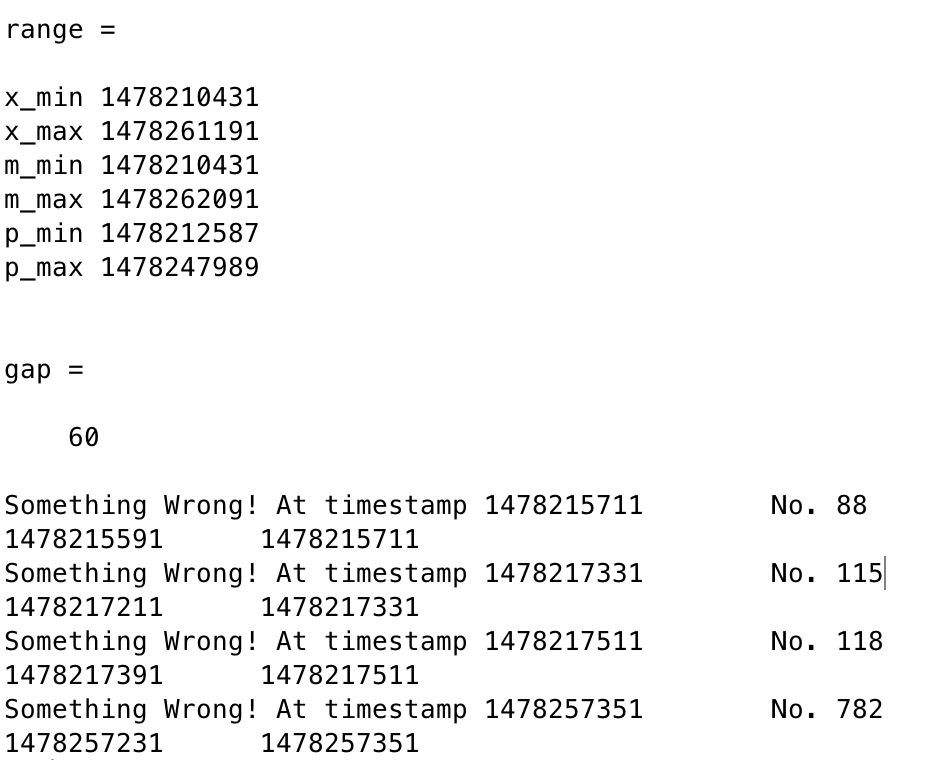 range =
x_min 1478210431
x_max 1478261191
m_min 1478210431
m_max 1478262091
p_min 1478212587
p_max 1478247989
gap =
60
Something Wrong! At timestamp 1478215711 No. 88
1478215591 1478215711
Something Wrong! At timestamp 1478217331 No. 115
1478217211 1478217331
Something Wrong! At timestamp 1478217511 No. 118
1478217391 1478217511
Something Wrong! At timestamp 1478257351 No. 782
1478257231 1478257351